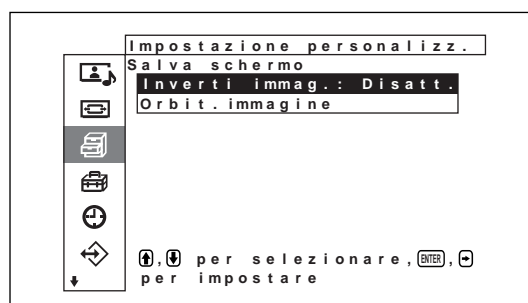 Impostazione personalizz.
Salva schermo
Inverti immag.: Disatt.
Orbit.immagine
, per selezionare, ENTER,
per impostare